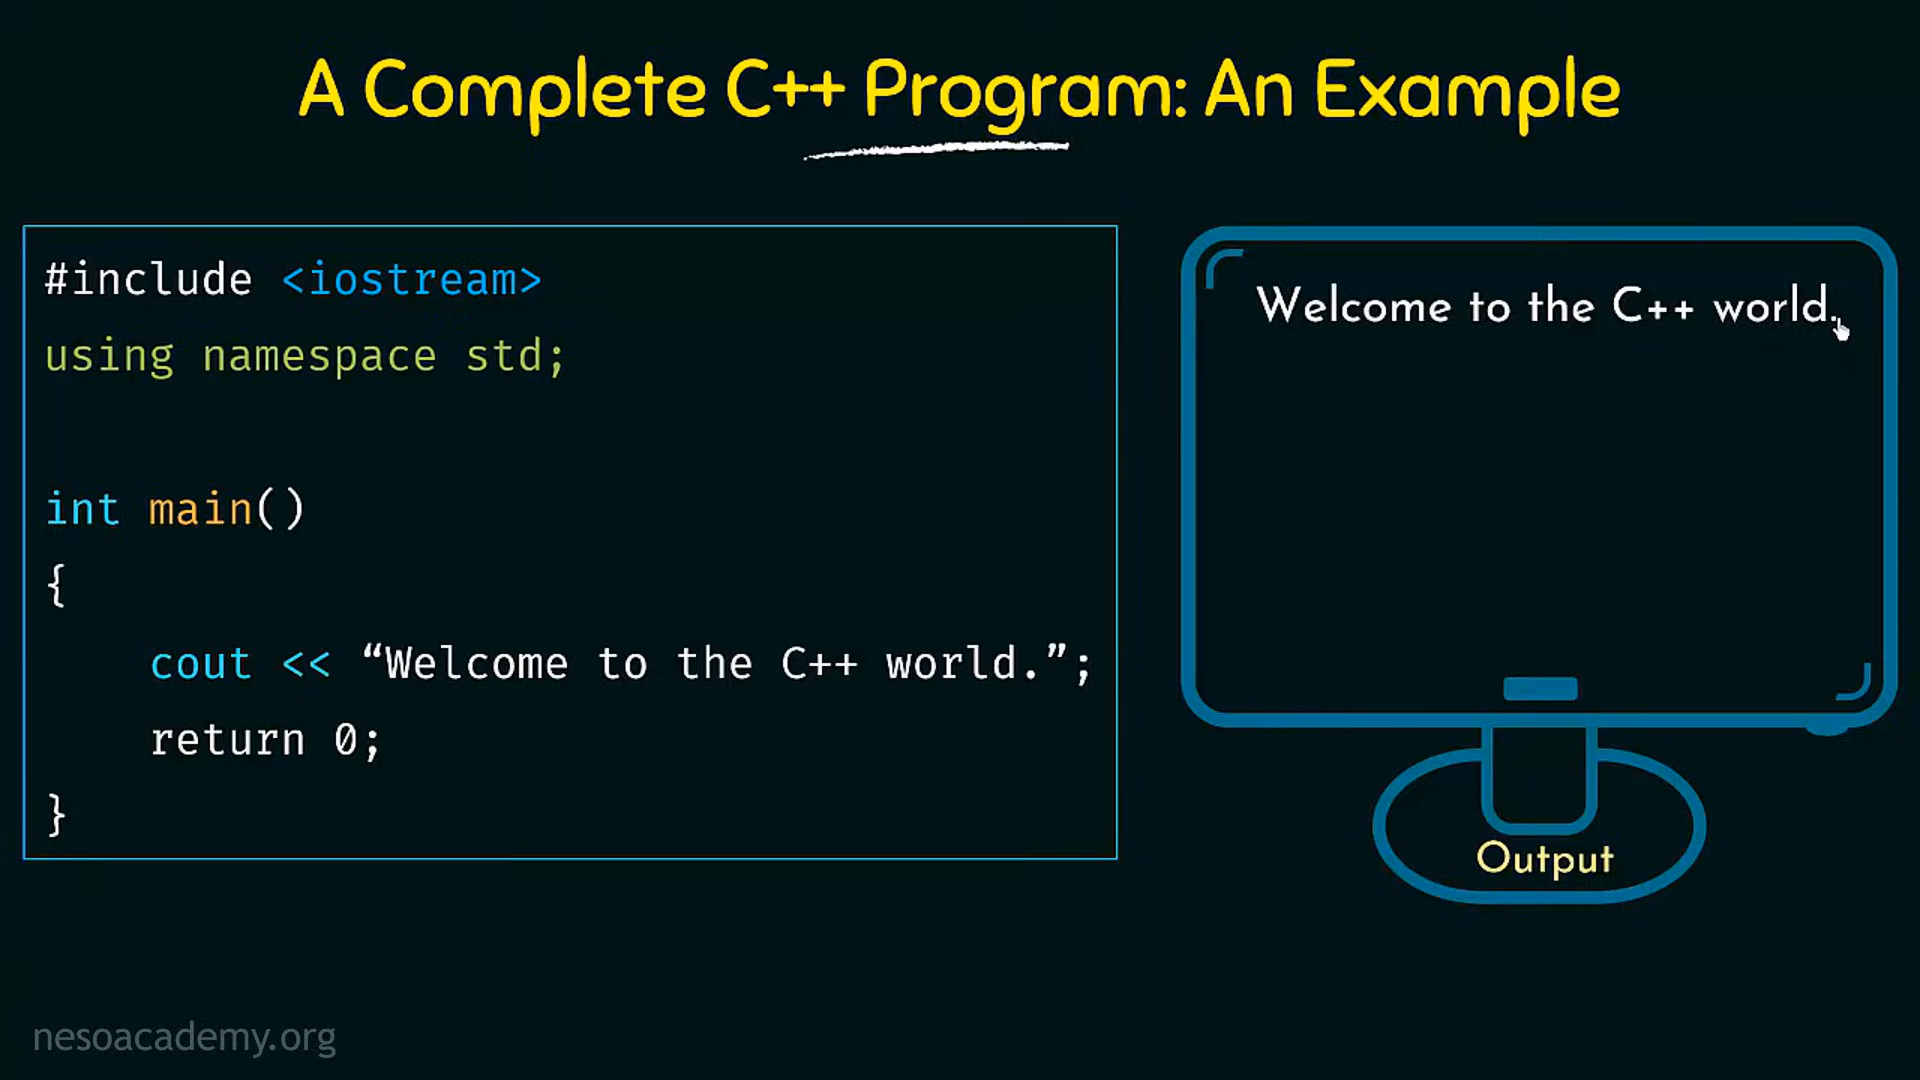 A Complete C++ Program: An Example
#include <iostream>
using namespace std;
int main()
{
cout << “Welcome to the C++ world.”;
return 0;
}
Welcome to the C++ world.
Output
nesoacademy.org